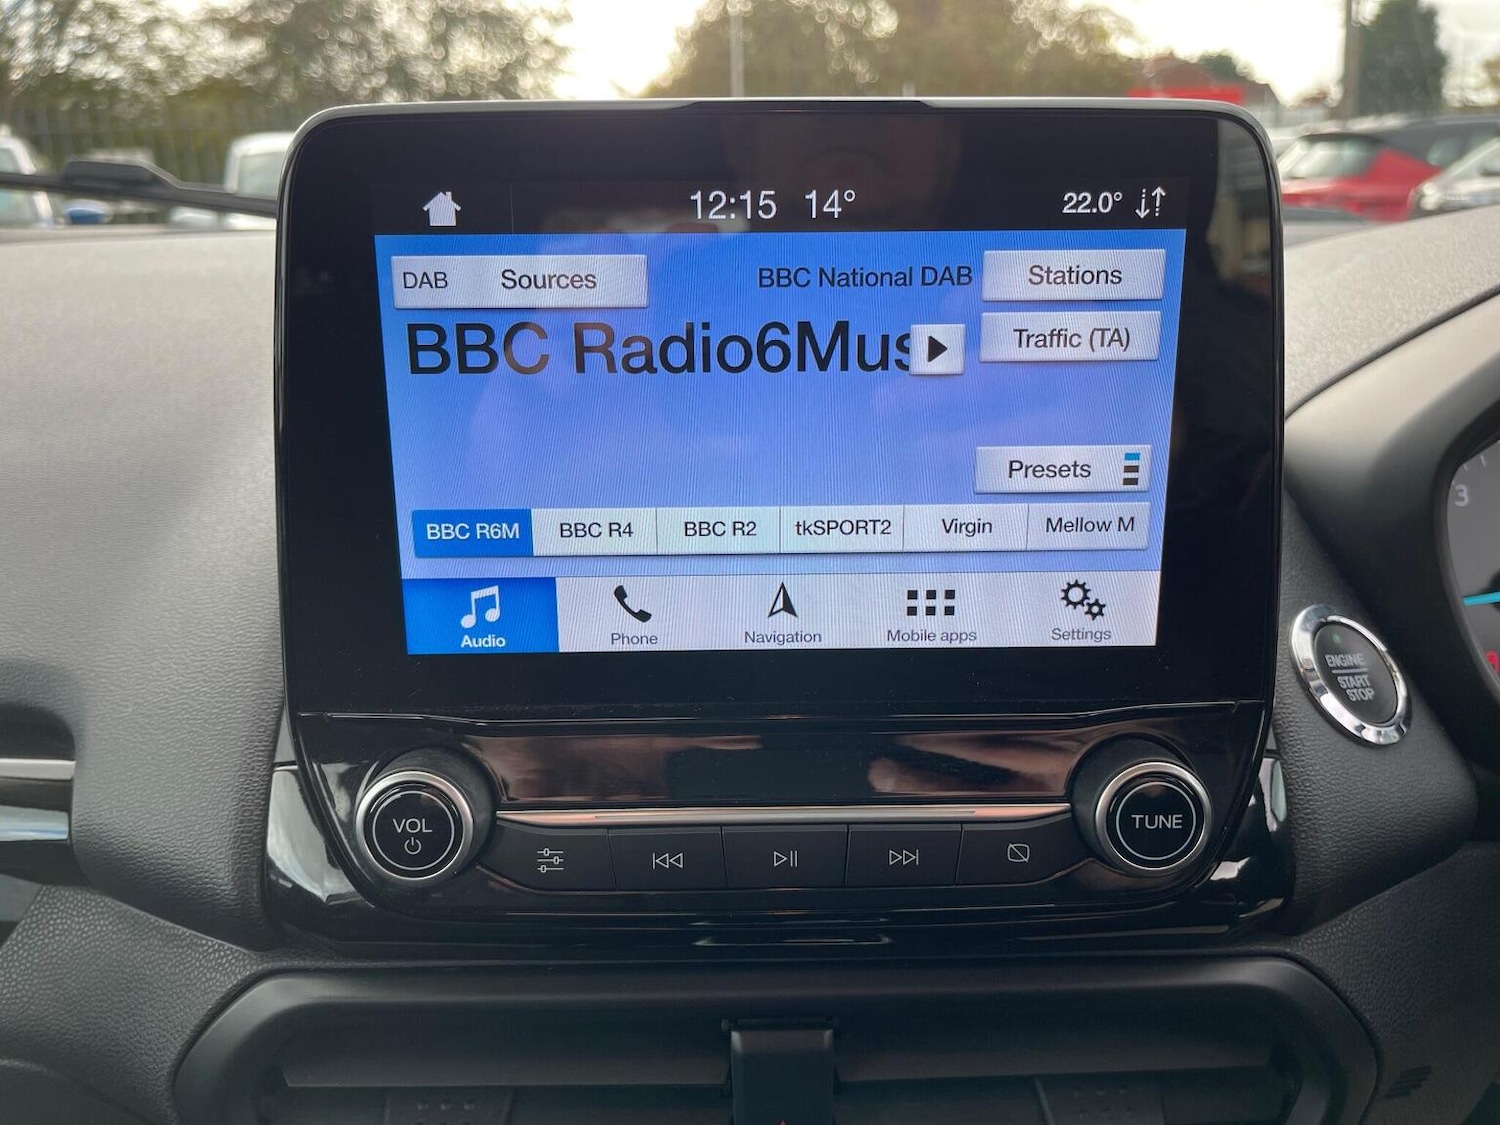 12:15 14° 22.0°
DAB Sources BBC National DAB Stations
BBC Radio6Mus Traffic (TA)
Presets
BBC R6M BBC R4 BBC R2 tkSPORT2 Virgin Mellow M
Audio Phone Navigation Mobile apps Settings
3
ENGINE
START
STOP
VOL TUNE